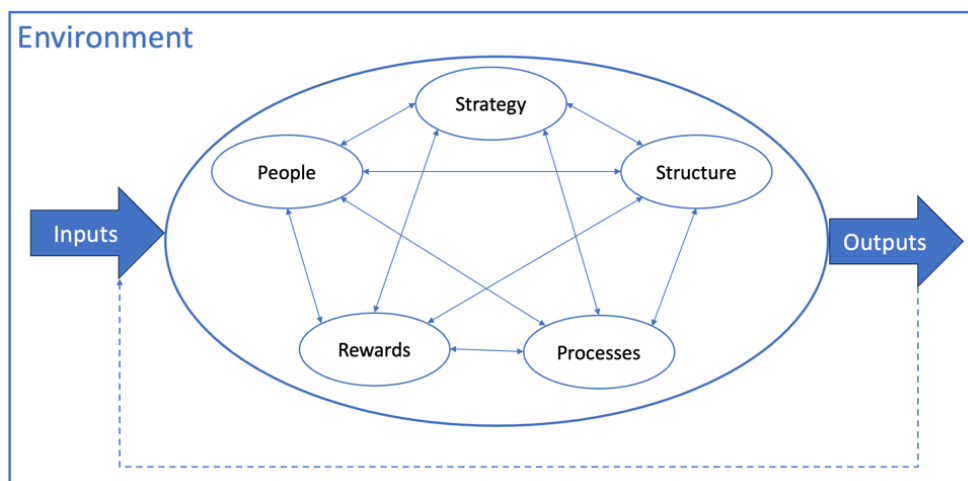 Environment
Strategy
People
Structure
Inputs
Outputs
Rewards
Processes